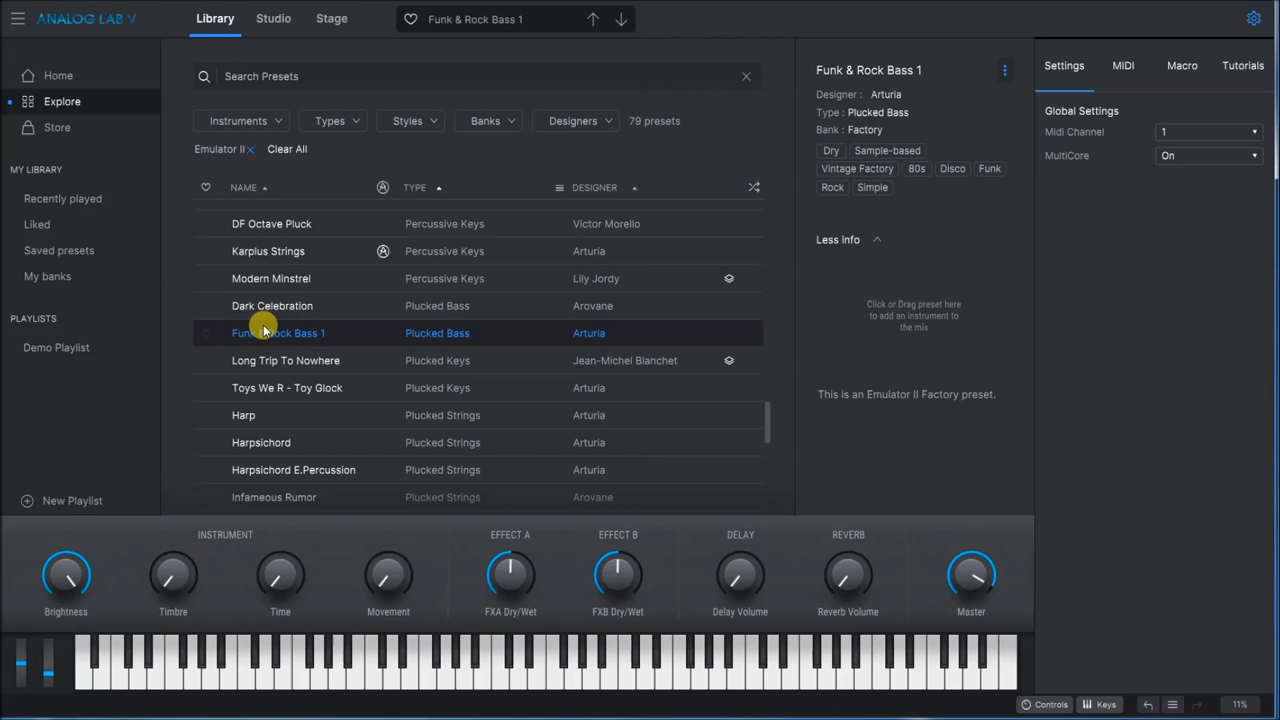 ANALOG LAB V
Library Studio Stage
Funk & Rock Bass 1
Home
Explore
Store
MY LIBRARY
Recently played
Liked
Saved presets
My banks
PLAYLISTS
Demo Playlist
New Playlist
Search Presets
Instruments Types Styles Banks Designers 79 presets
Emulator II Clear All
NAME TYPE DESIGNER
DF Octave Pluck Percussive Keys Victor Morello
Karplus Strings Percussive Keys Arturia
Modern Minstrel Percussive Keys Lily Jordy
Dark Celebration Plucked Bass Arovane
Funk & Rock Bass 1 Plucked Bass Arturia
Long Trip To Nowhere Plucked Keys Jean-Michel Blanchet
Toys We R - Toy Glock Plucked Keys Arturia
Harp Plucked Strings Arturia
Harpsichord Plucked Strings Arturia
Harpsichord E.Percussion Plucked Strings Arturia
Infamous Rumor Plucked Strings Arovane
Funk & Rock Bass 1
Designer : Arturia
Type : Plucked Bass
Bank : Factory
Dry Sample-based
Vintage Factory 80s Disco Funk
Rock Simple
Less info
Click or Drag preset here
to add an instrument to
the mix
This is an Emulator II Factory preset.
Settings MIDI Macro Tutorials
Global Settings
Midi Channel 1
MultiCore On
INSTRUMENT EFFECT A EFFECT B DELAY REVERB
Brightness Timbre Time Movement FXA Dry/Wet FXB Dry/Wet Delay Volume Reverb Volume Master
Controls Keys 11%